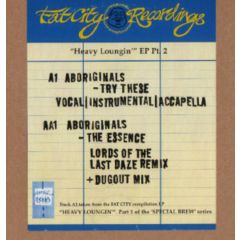 Fat City Recordings
"Heavy Loungin'" EP Pt. 2
A1 ABORIGINALS
- TRY THESE
VOCAL|INSTRUMENTAL|ACCAPELLA
AA1 ABORIGINALS
- THE ESSENCE
LORDS OF THE
LAST DAZE REMIX
+ DUGOUT MIX
Track A2 taken from the FAT CITY compilation EP
"HEAVY LOUNGIN'". Part 1 of the 'SPECIAL BREW' series